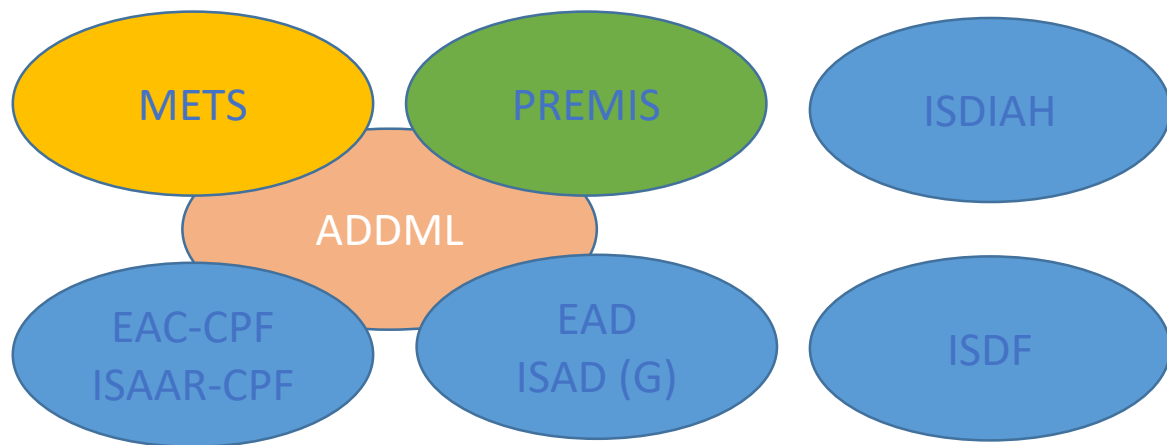 METS
PREMIS
ISDIAH
ADDML
EAC-CPF
ISAAR-CPF
EAD
ISAD (G)
ISDF